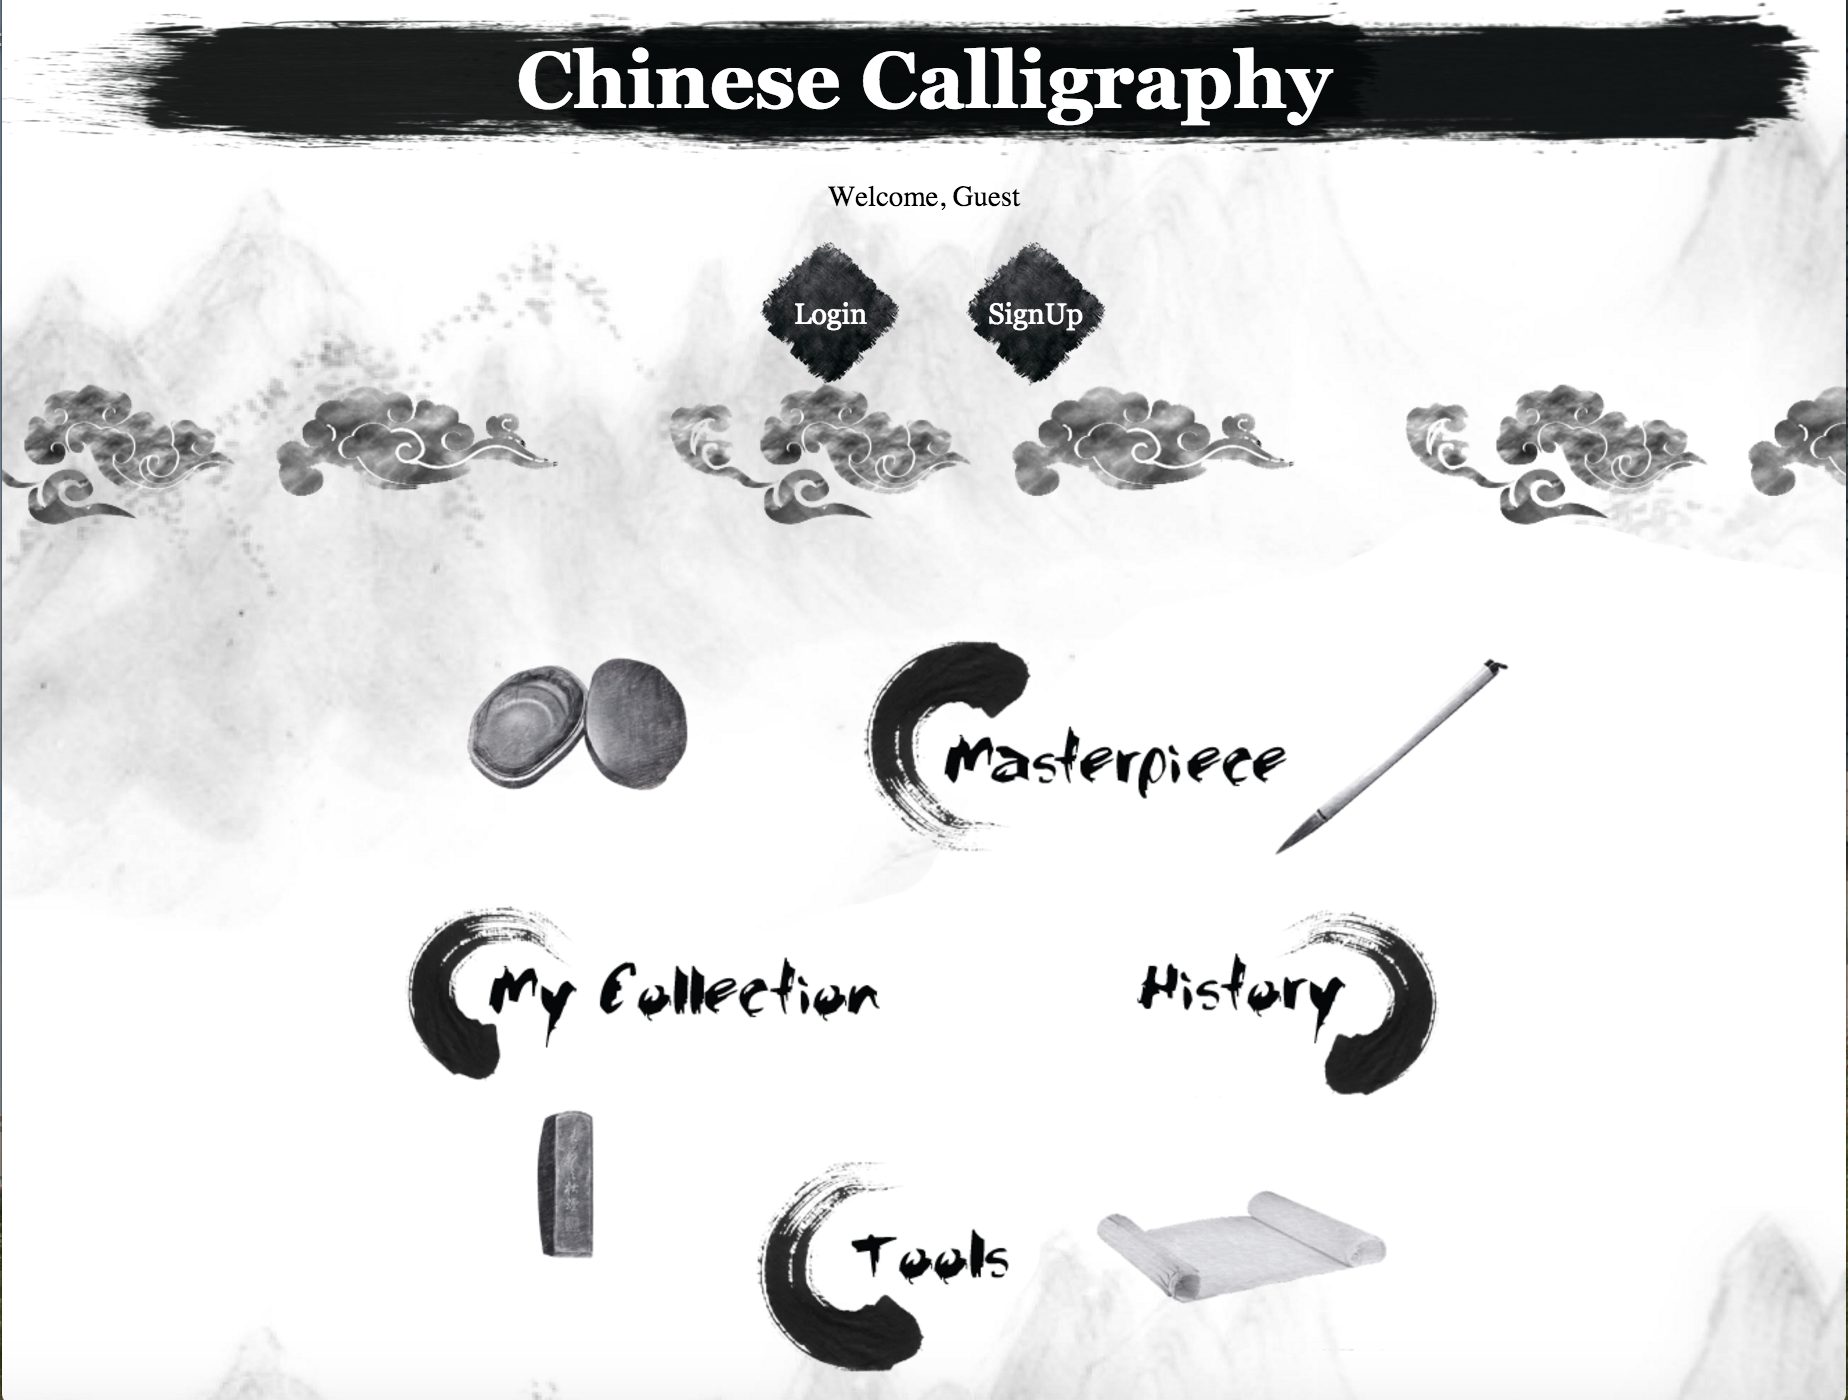 Chinese Calligraphy
Welcome, Guest
Login
SignUp
Masterpiece
My Collection
History
Tools